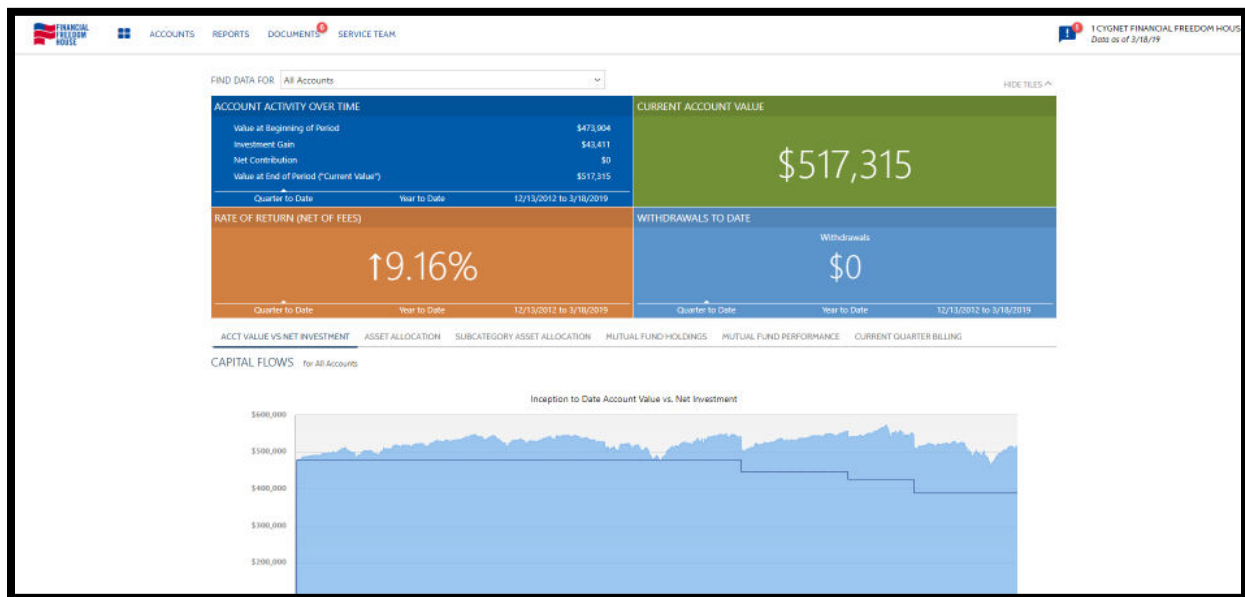 FINANCIAL
FREEDOM
HOUSE
ACCOUNTS REPORTS DOCUMENTS SERVICE TEAM
1 CYGNET FINANCIAL FREEDOM HOUS
Data as of 3/18/19
FIND DATA FOR All Accounts
HIDE TILES
ACCOUNT ACTIVITY OVER TIME
Value at Beginning of Period $473,904
Investment Gain $43,411
Net Contribution $0
Value at End of Period ("Current Value") $517,315
Quarter to Date Year to Date 12/13/2012 to 3/18/2019
CURRENT ACCOUNT VALUE
$517,315
RATE OF RETURN (NET OF FEES)
↑9.16%
Quarter to Date Year to Date 12/13/2012 to 3/18/2019
WITHDRAWALS TO DATE
Withdrawals
$0
Quarter to Date Year to Date 12/13/2012 to 3/18/2019
ACCT VALUE VS NET INVESTMENT ASSET ALLOCATION SUBCATEGORY ASSET ALLOCATION MUTUAL FUND HOLDINGS MUTUAL FUND PERFORMANCE CURRENT QUARTER BILLING
CAPITAL FLOWS for All Accounts
Inception to Date Account Value vs. Net Investment
$600,000
$500,000
$400,000
$300,000
$200,000